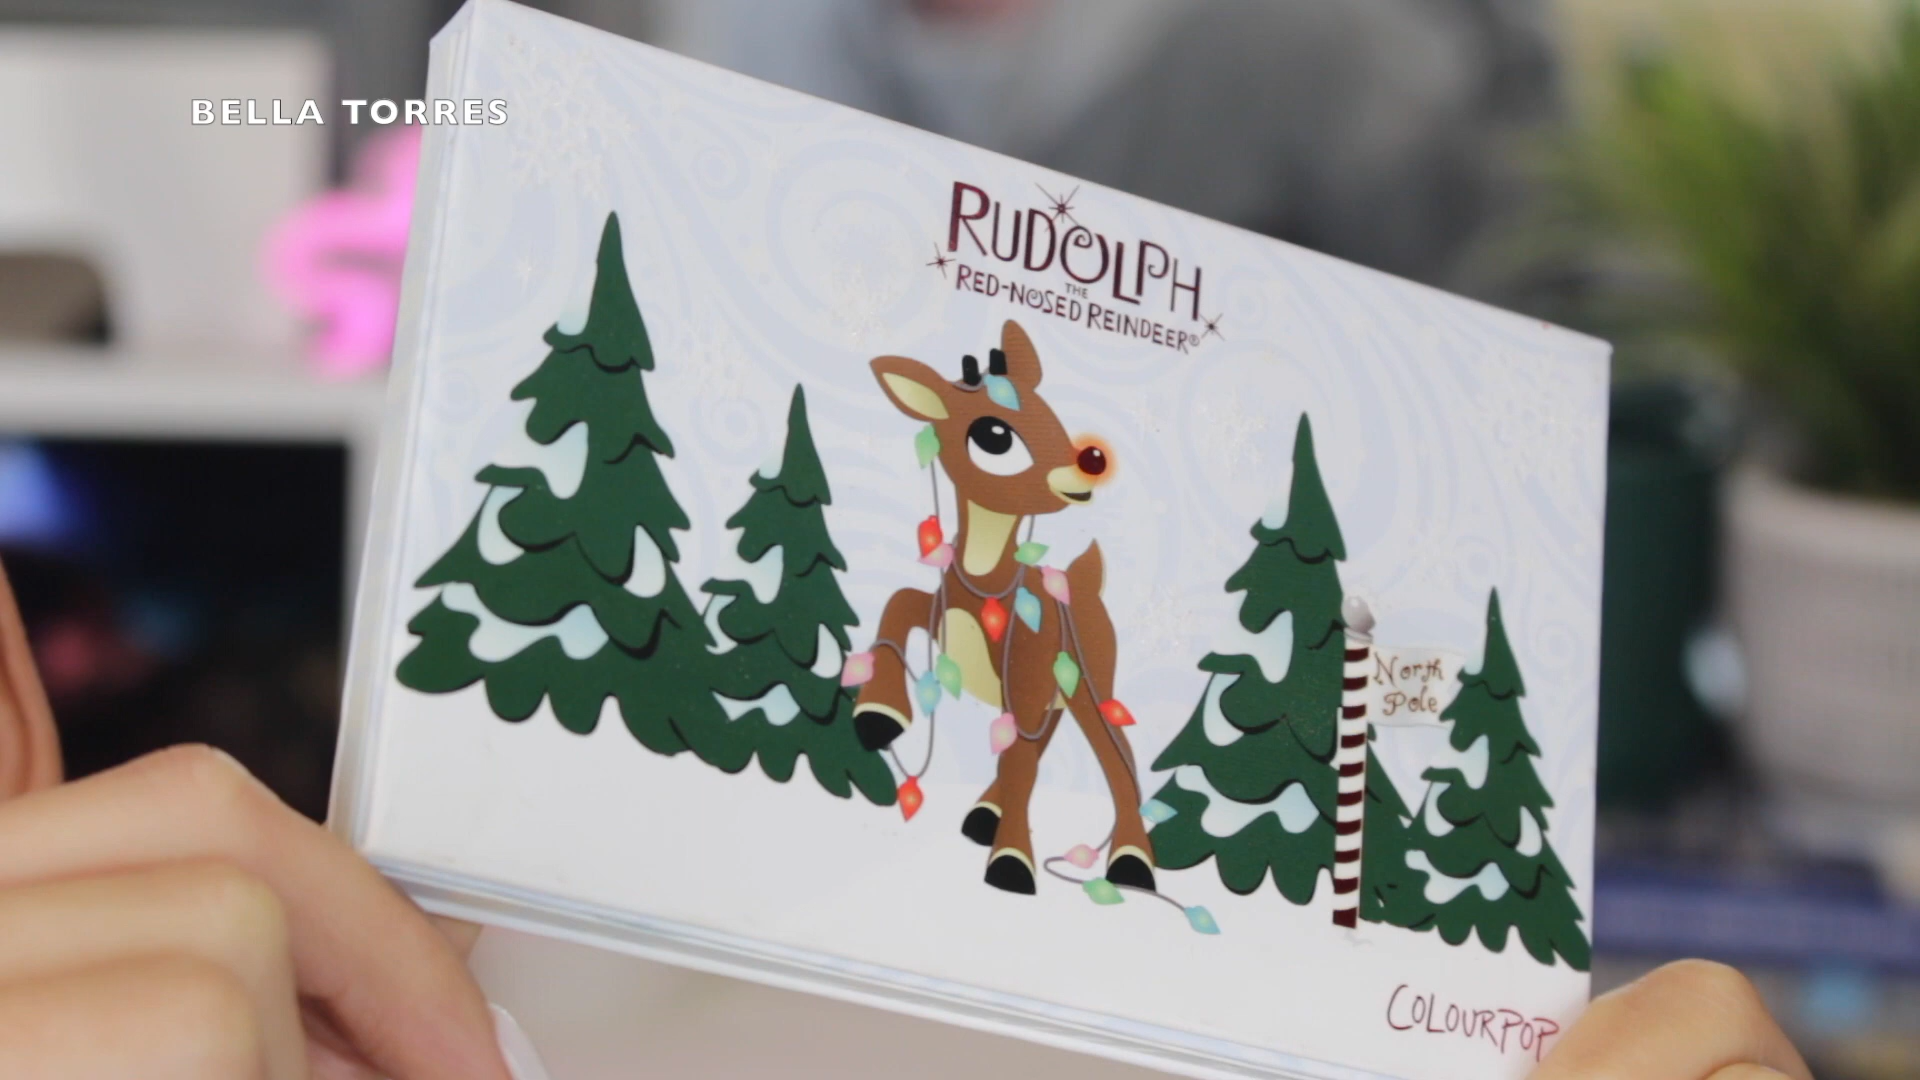 BELLA TORRES
RUDOLPH
THE
RED-NOSED REINDEER®
North
Pole
COLOURPOP